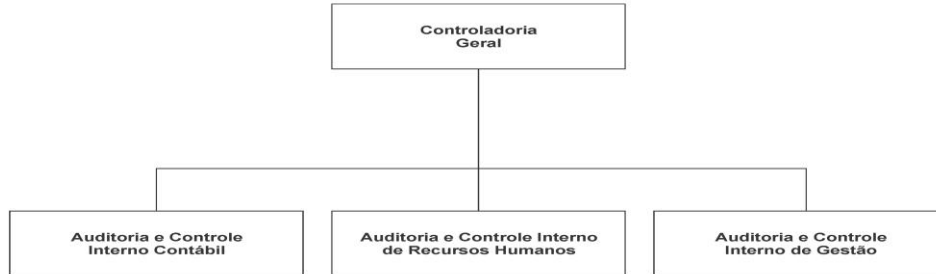 Controladoria
Geral
Auditoria e Controle
Interno Contábil
Auditoria e Controle Interno
de Recursos Humanos
Auditoria e Controle
Interno de Gestão